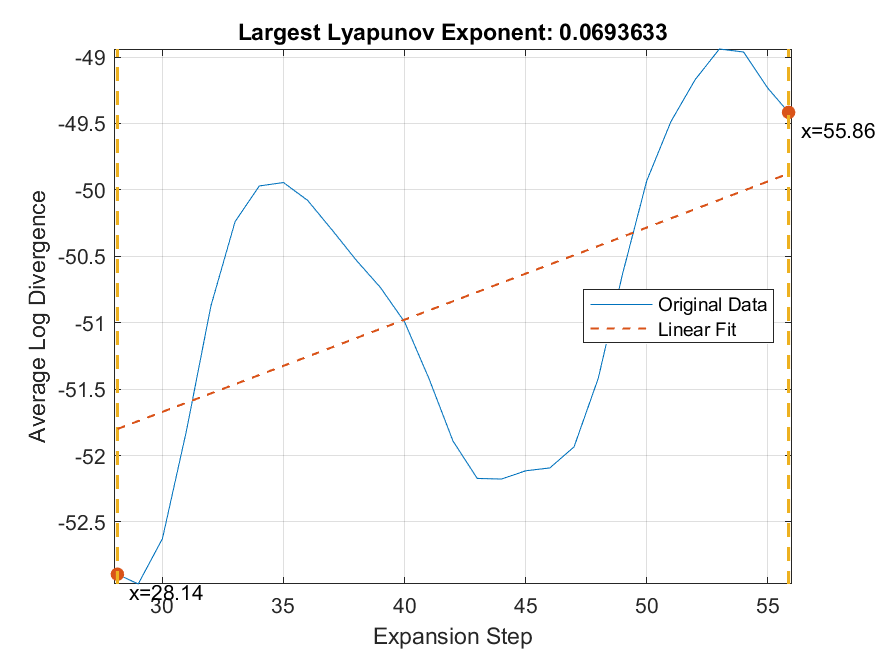 Largest Lyapunov Exponent: 0.0693633
-49
-49.5
-50
-50.5
-51
-51.5
-52
-52.5
Average Log Divergence
x=55.86
Original Data
Linear Fit
x=28.14
30 35 40 45 50 55
Expansion Step